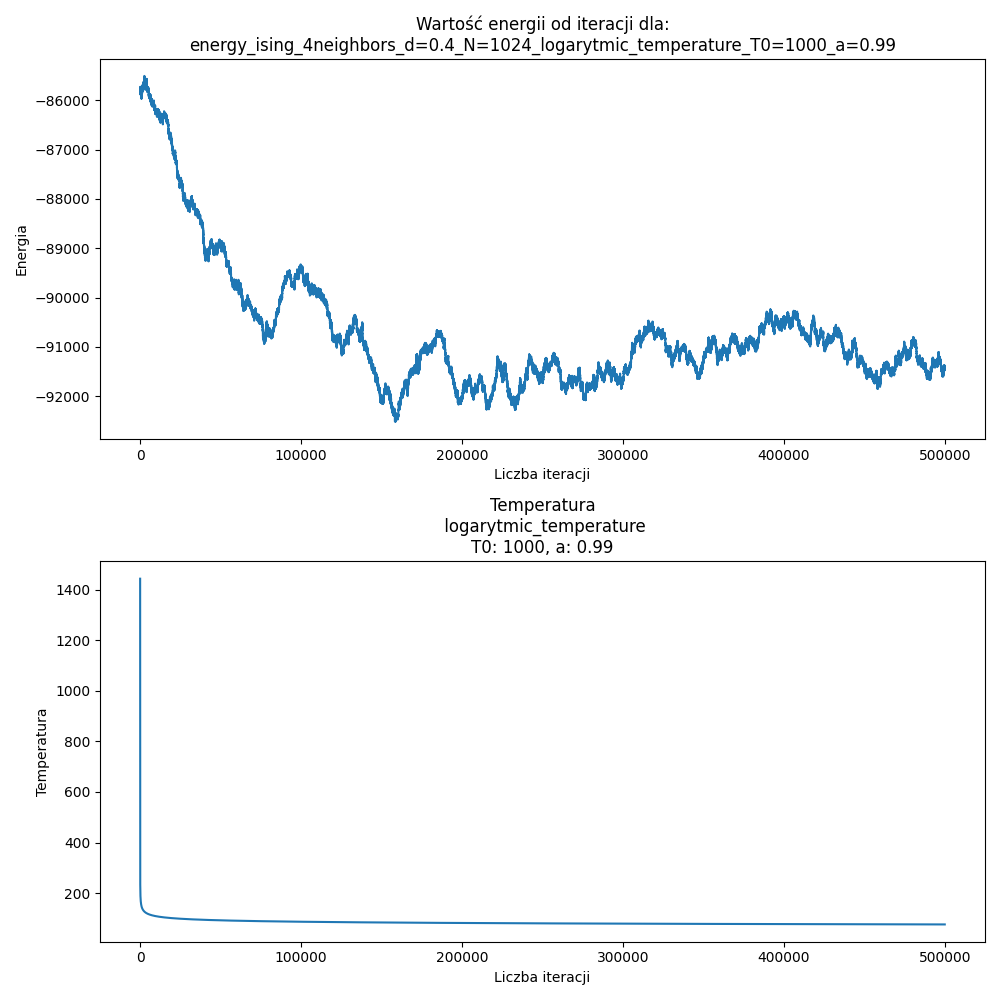 Wartość energii od iteracji dla:
energy_ising_4neighbors_d=0.4_N=1024_logarytmic_temperature_T0=1000_a=0.99
−86000
−87000
−88000
−89000
−90000
−91000
−92000
Energia
0 100000 200000 300000 400000 500000
Liczba iteracji
Temperatura
logarytmic_temperature
T0: 1000, a: 0.99
1400
1200
1000
800
600
400
200
Temperatura
0 100000 200000 300000 400000 500000
Liczba iteracji